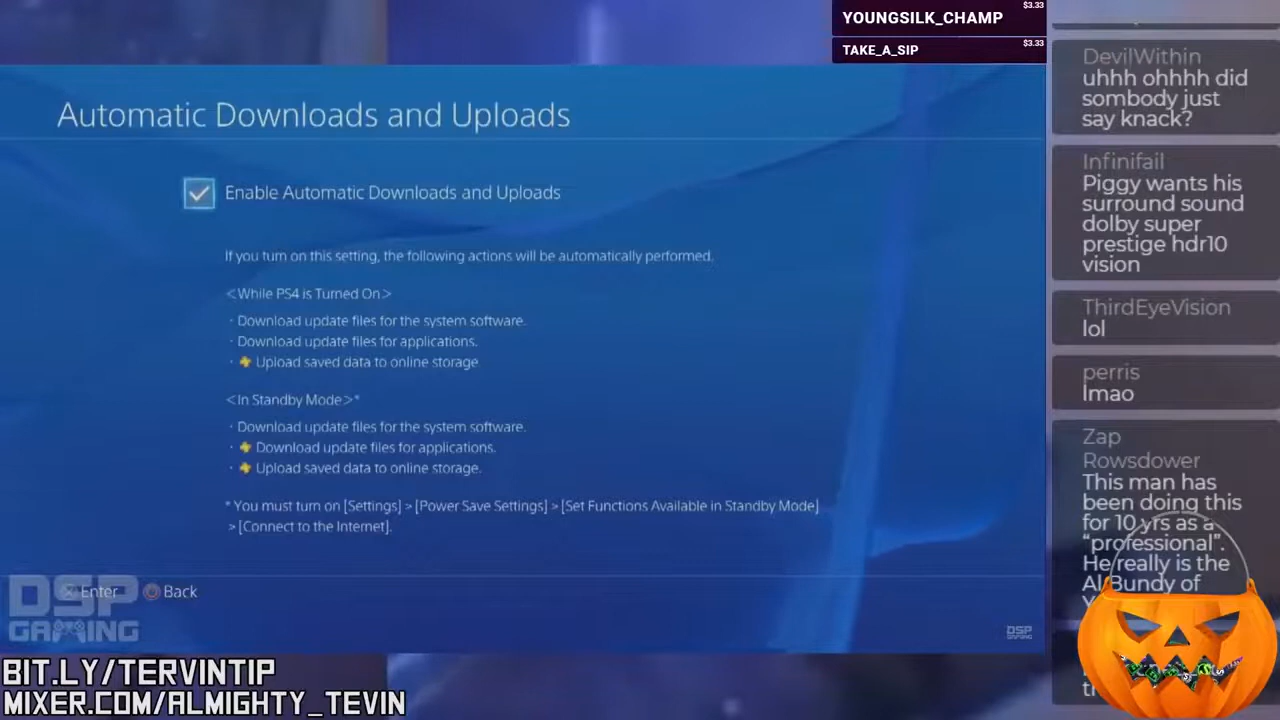 YOUNGSILK_CHAMP
$3.33
TAKE_A_SIP
$3.33
Automatic Downloads and Uploads
Enable Automatic Downloads and Uploads
If you turn on this setting, the following actions will be automatically performed.
<While PS4 is Turned On>
· Download update files for the system software.
· Download update files for applications.
· Upload saved data to online storage
<In Standby Mode>*
· Download update files for the system software.
· Download update files for applications.
· Upload saved data to online storage.
* You must turn on [Settings] > [Power Save Settings] > [Set Functions Available in Standby Mode]
> [Connect to the Internet].
Enter
Back
DSP
GAMING
DSP
GAMING
BIT.LY/TERVINTIP
MIXER.COM/ALMIGHTY_TEVIN
DevilWithin
uhhh ohhhh did
sombody just
say knack?
Infinifail
Piggy wants his
surround sound
dolby super
prestige hdr10
vision
ThirdEyeVision
lol
perris
lmao
Zap
Rowsdower
This man has
been doing this
for 10 yrs as a
“professional”.
He really is the
Al Bundy of